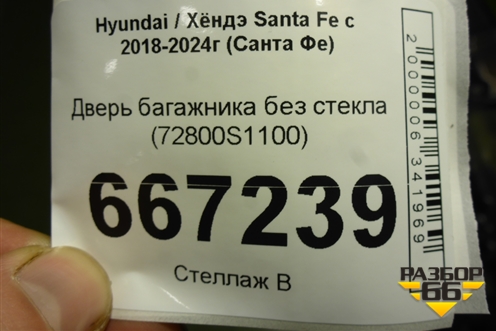 Hyundai / Хёндэ Santa Fe с
2018-2024г (Санта Фе)
Дверь багажника без стекла
(72800S1100)
667239
Стеллаж В
2000006341969
РАЗБОР
66